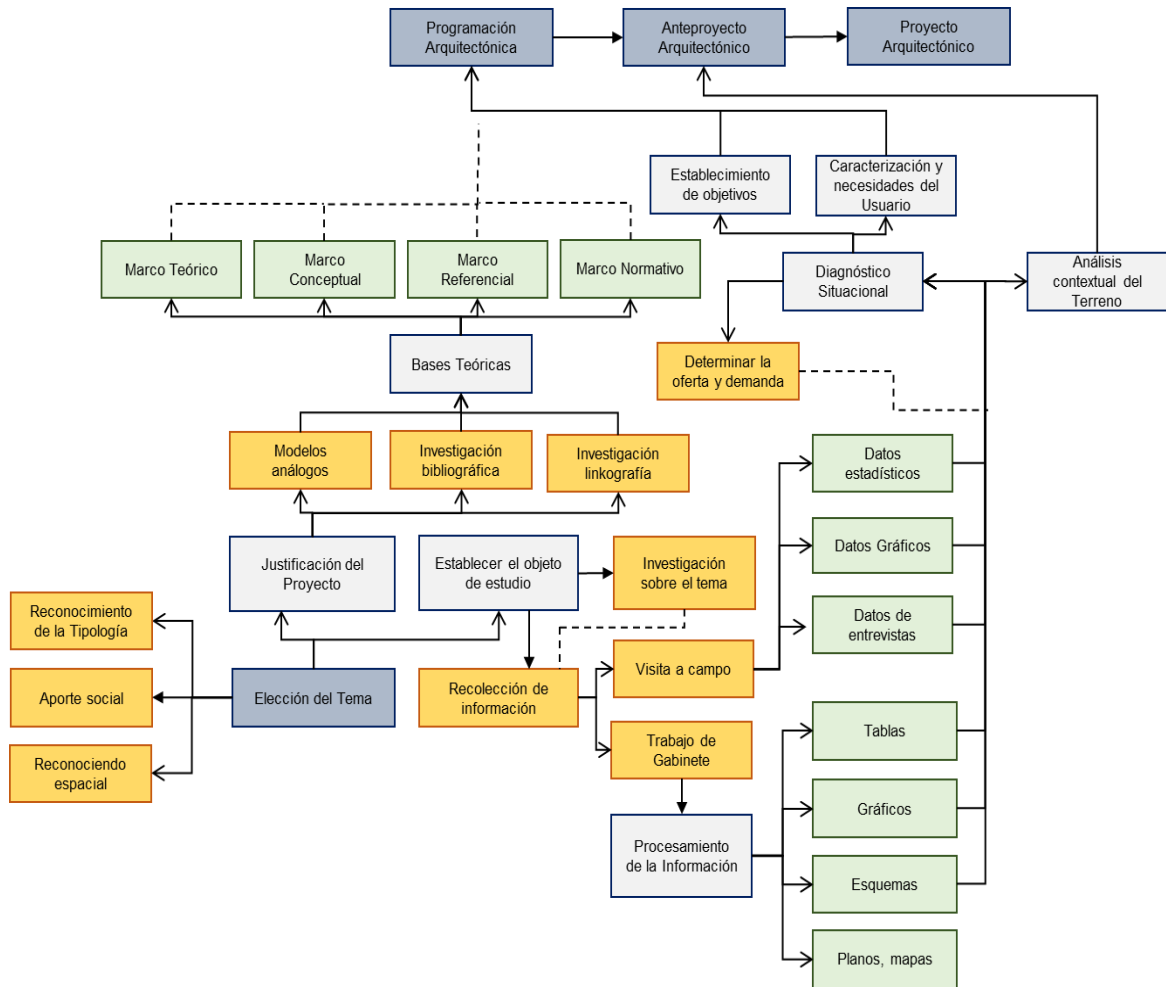 Programación
Arquitectónica
Anteproyecto
Arquitectónico
Proyecto
Arquitectónico
Establecimiento
de objetivos
Caracterización y
necesidades del
Usuario
Marco Teórico
Marco
Conceptual
Marco
Referencial
Marco Normativo
Diagnóstico
Situacional
Análisis
contextual del
Terreno
Bases Teóricas
Determinar la
oferta y demanda
Modelos
análogos
Investigación
bibliográfica
Investigación
linkografía
Datos
estadísticos
Justificación del
Proyecto
Establecer el objeto
de estudio
Investigación
sobre el tema
Datos Gráficos
Reconocimiento
de la Tipología
Datos de
entrevistas
Aporte social
Elección del Tema
Recolección de
información
Visita a campo
Reconociendo
espacial
Trabajo de
Gabinete
Tablas
Procesamiento
de la Información
Gráficos
Esquemas
Planos, mapas